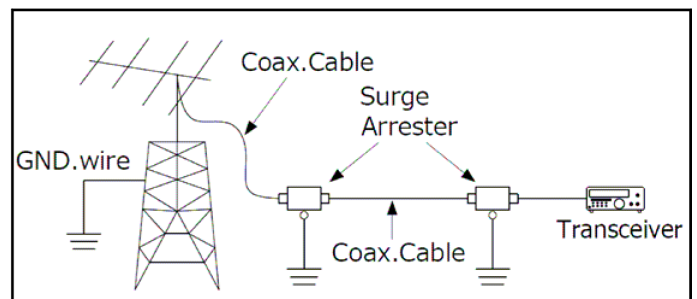 Coax.Cable
Surge
Arrester
GND.wire
Coax.Cable
Transceiver